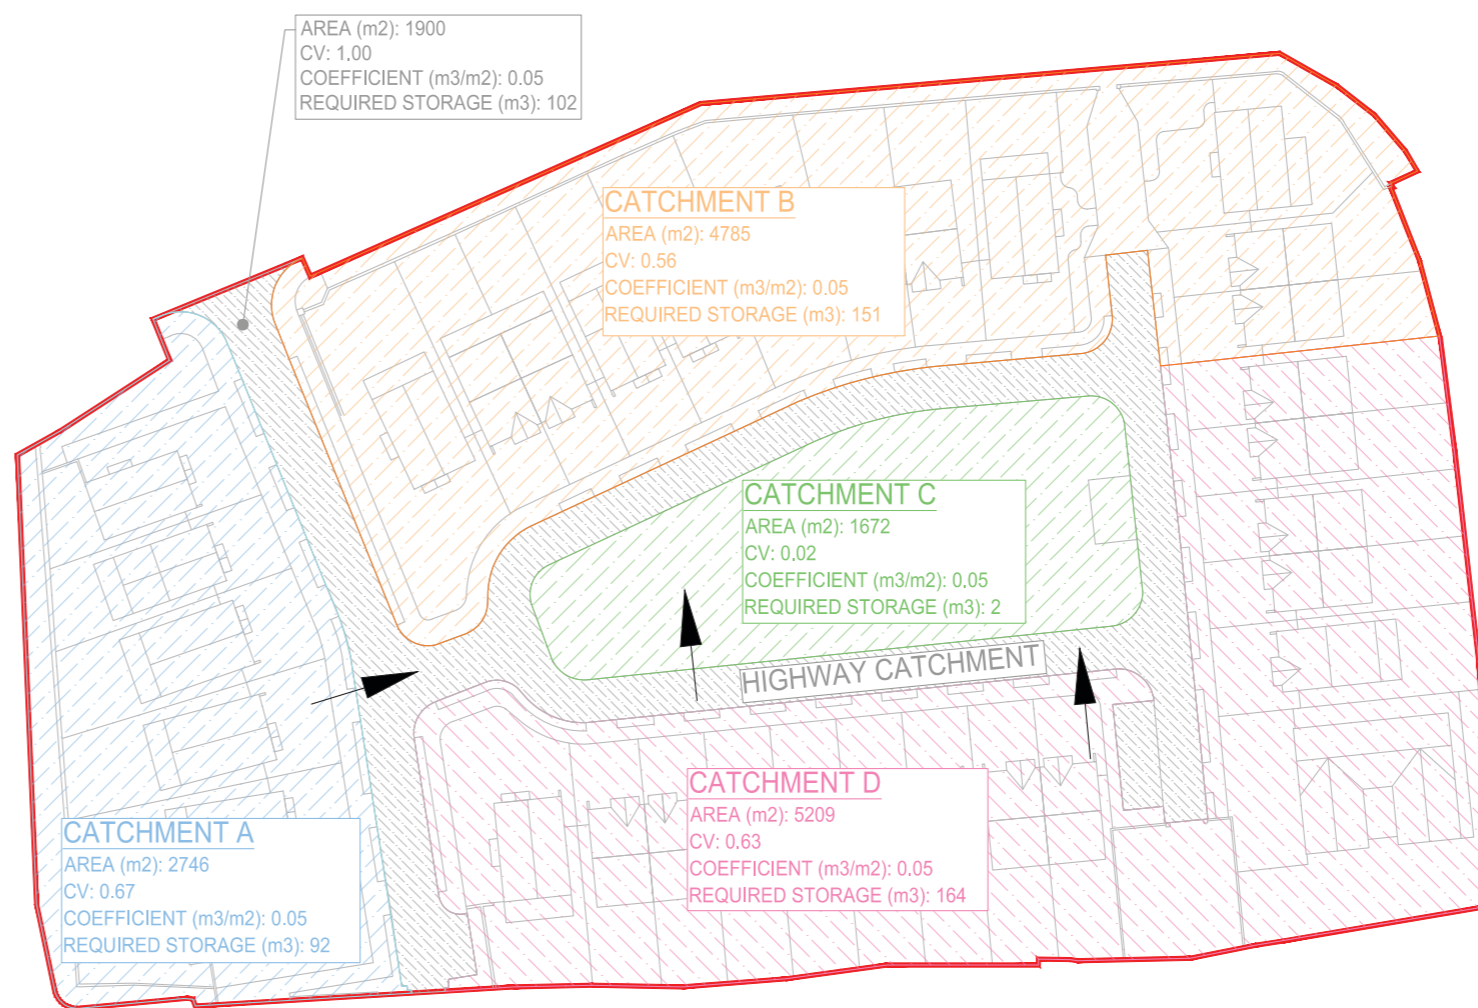 AREA (m2): 1900
CV: 1.00
COEFFICIENT (m3/m2): 0.05
REQUIRED STORAGE (m3): 102
CATCHMENT B
AREA (m2): 4785
CV: 0.56
COEFFICIENT (m3/m2): 0.05
REQUIRED STORAGE (m3): 151
CATCHMENT C
AREA (m2): 1672
CV: 0.02
COEFFICIENT (m3/m2): 0.05
REQUIRED STORAGE (m3): 2
HIGHWAY CATCHMENT
CATCHMENT D
AREA (m2): 5209
CV: 0.63
COEFFICIENT (m3/m2): 0.05
REQUIRED STORAGE (m3): 164
CATCHMENT A
AREA (m2): 2746
CV: 0.67
COEFFICIENT (m3/m2): 0.05
REQUIRED STORAGE (m3): 92